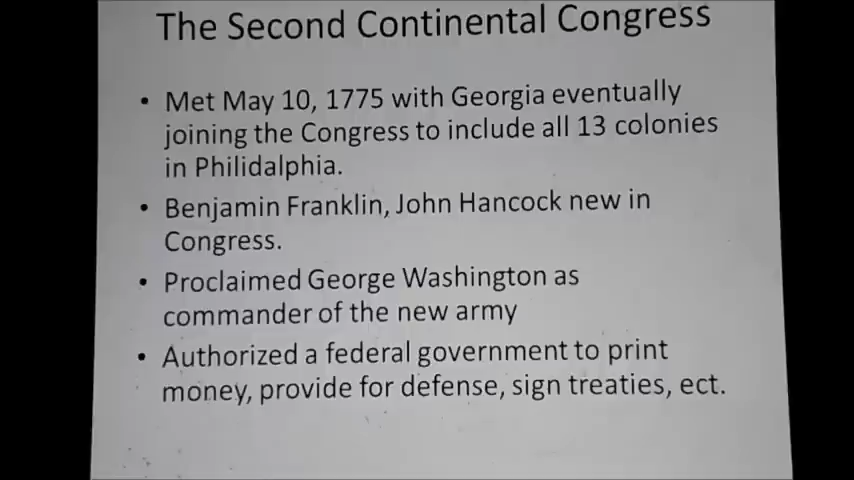 The Second Continental Congress
• Met May 10, 1775 with Georgia eventually
joining the Congress to include all 13 colonies
in Philidalphia.
• Benjamin Franklin, John Hancock new in
Congress.
• Proclaimed George Washington as
commander of the new army
• Authorized a federal government to print
money, provide for defense, sign treaties, ect.